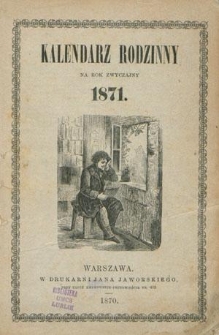 KALENDARZ RODZINNY
NA ROK ZWYCZAJNY
1871.
WARSZAWA.
W DRUKARNI JANA JAWORSKIEGO,
1870.